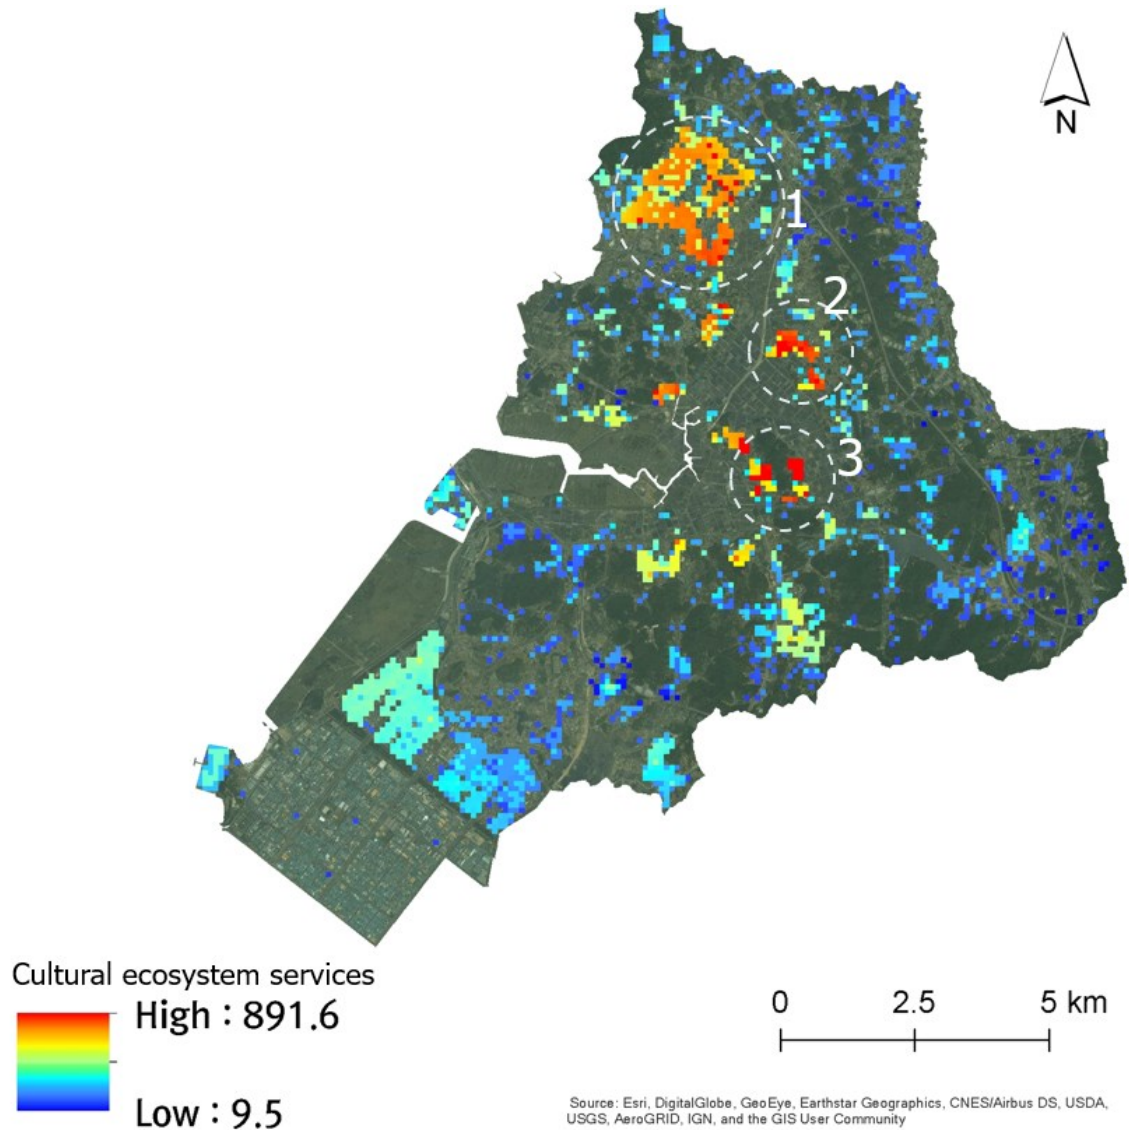 N
1
2
3
Cultural ecosystem services
High : 891.6
Low : 9.5
0 2.5 5 km
Source: Esri, DigitalGlobe, GeoEye, Earthstar Geographics, CNES/Airbus DS, USDA,
USGS, AeroGRID, IGN, and the GIS User Community